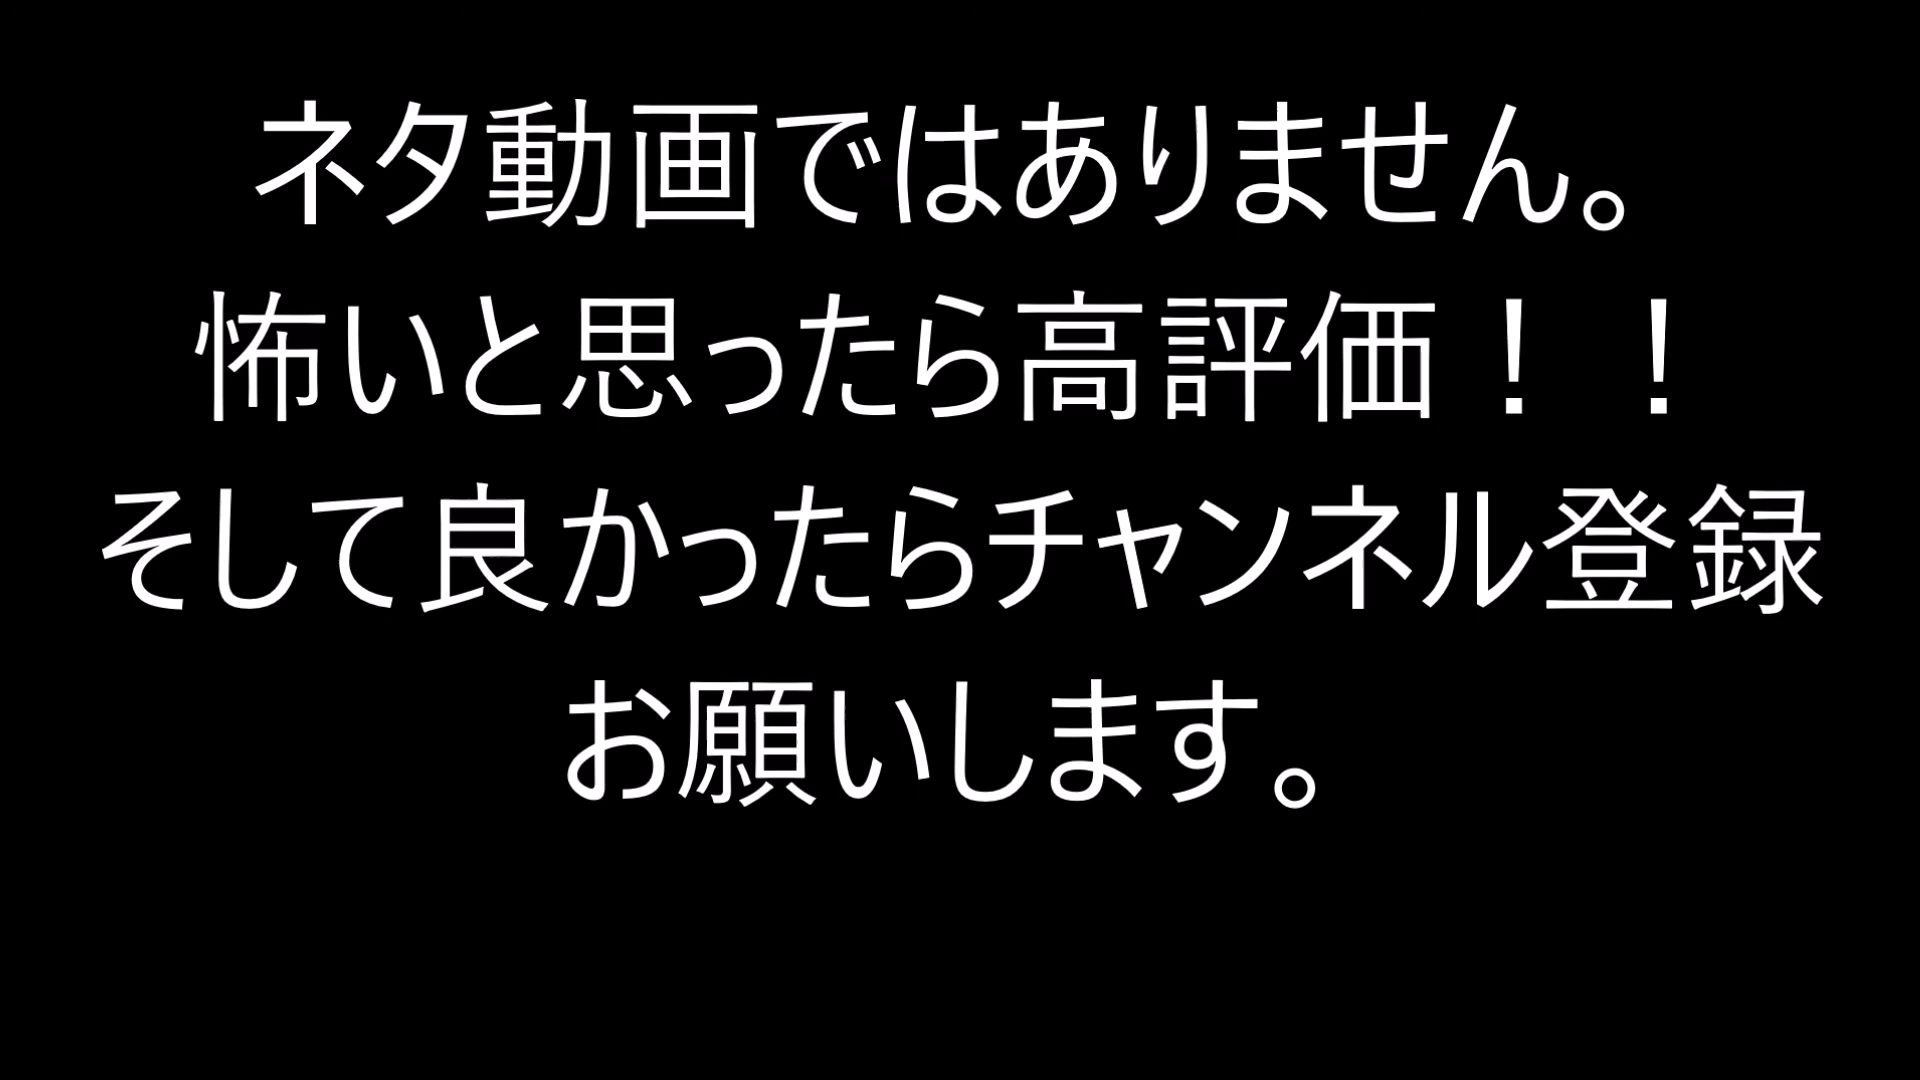 ネタ動画ではありません。
怖いと思ったら高評価！！
そして良かったらチャンネル登録
お願いします。